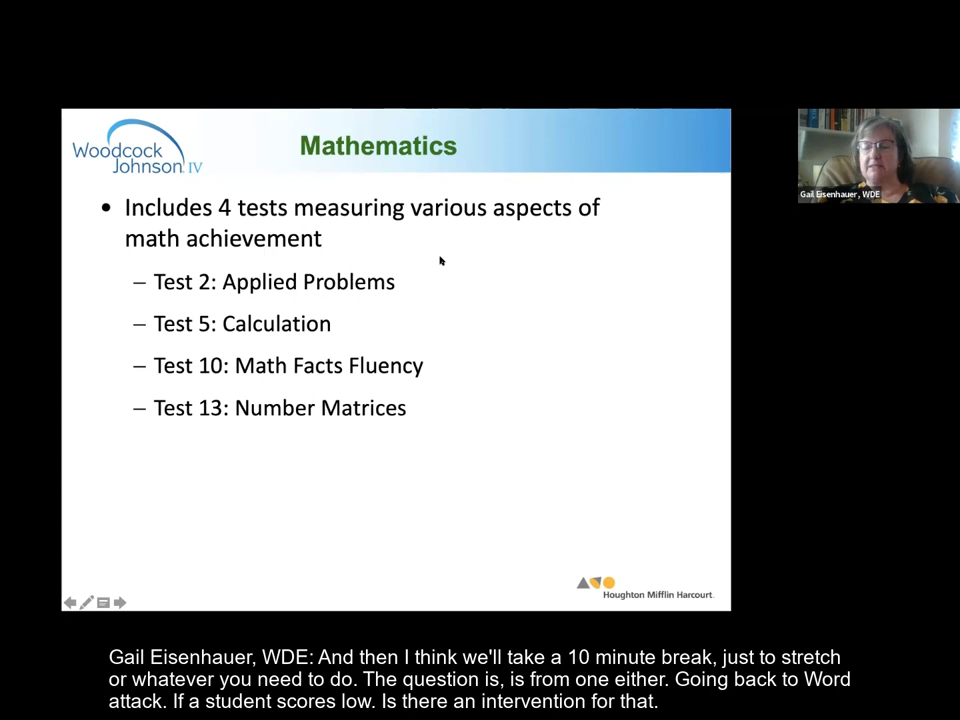 Woodcock
Johnson IV
Mathematics
• Includes 4 tests measuring various aspects of
math achievement
– Test 2: Applied Problems
– Test 5: Calculation
– Test 10: Math Facts Fluency
– Test 13: Number Matrices
Houghton Mifflin Harcourt.
Gail Eisenhauer, WDE
Gail Eisenhauer, WDE: And then I think we'll take a 10 minute break, just to stretch
or whatever you need to do. The question is, is from one either. Going back to Word
attack. If a student scores low. Is there an intervention for that.